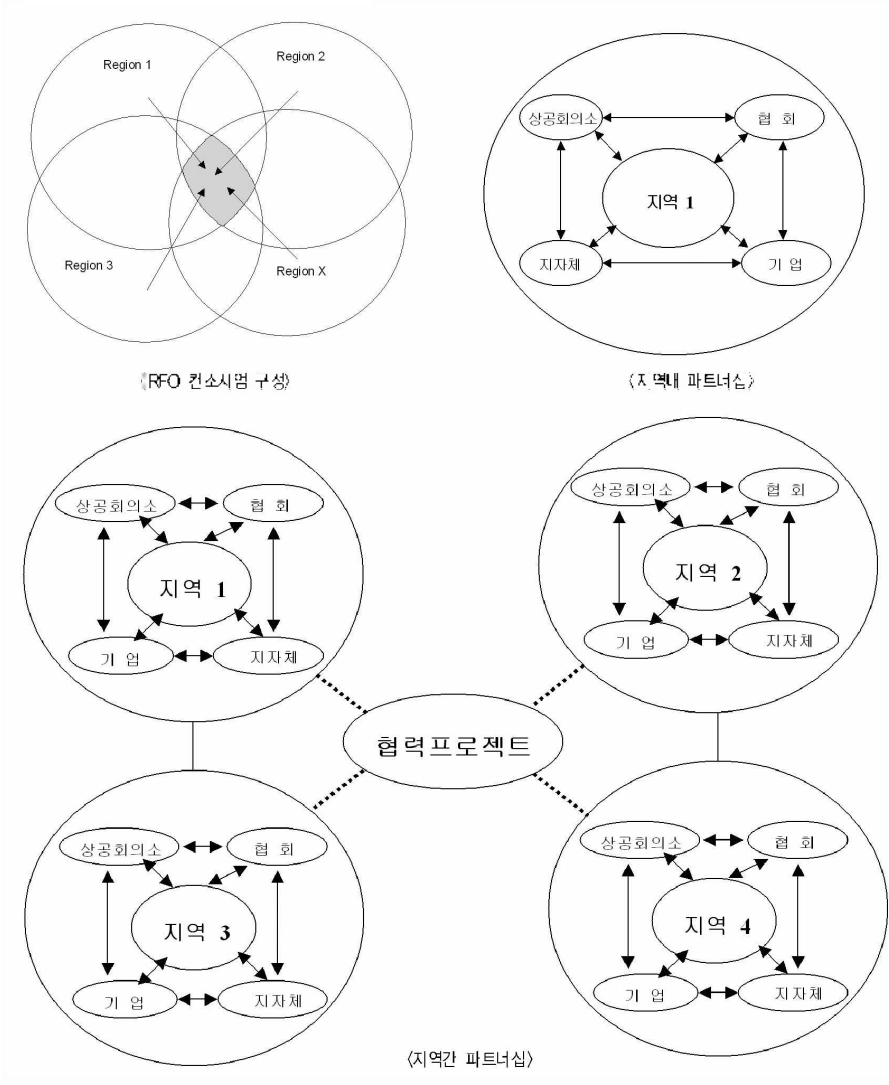 Region 1
Region 2
Region 3
Region X
〈RFO 컨소시엄 구성〉
상공회의소
협 회
지역 1
지자체
기 업
〈지역내 파트너십〉
상공회의소
협 회
지역 1
기 업
지자체
상공회의소
협 회
지역 2
기 업
지자체
협력프로젝트
상공회의소
협 회
지역 3
기 업
지자체
상공회의소
협 회
지역 4
기 업
지자체
〈지역간 파트너십〉